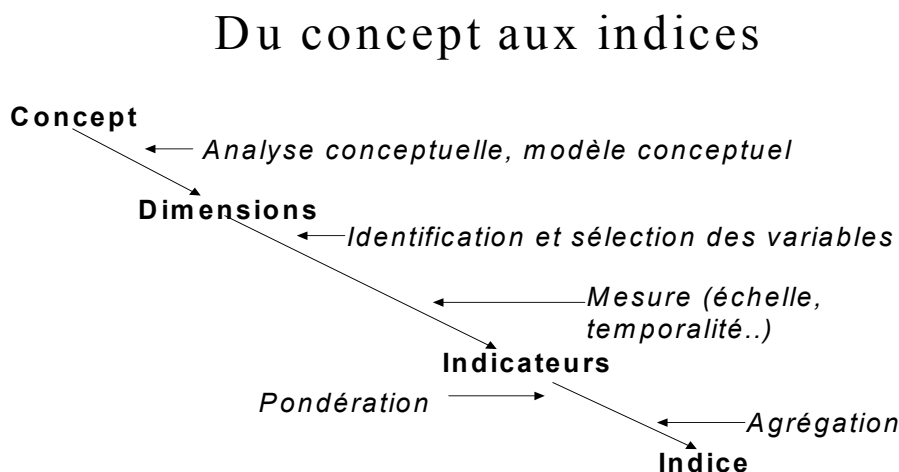 Du concept aux indices
Concept
Analyse conceptuelle, modèle conceptuel
Dimensions
Identification et sélection des variables
Mesure (échelle,
temporalité..)
Indicateurs
Pondération
Agrégation
Indice